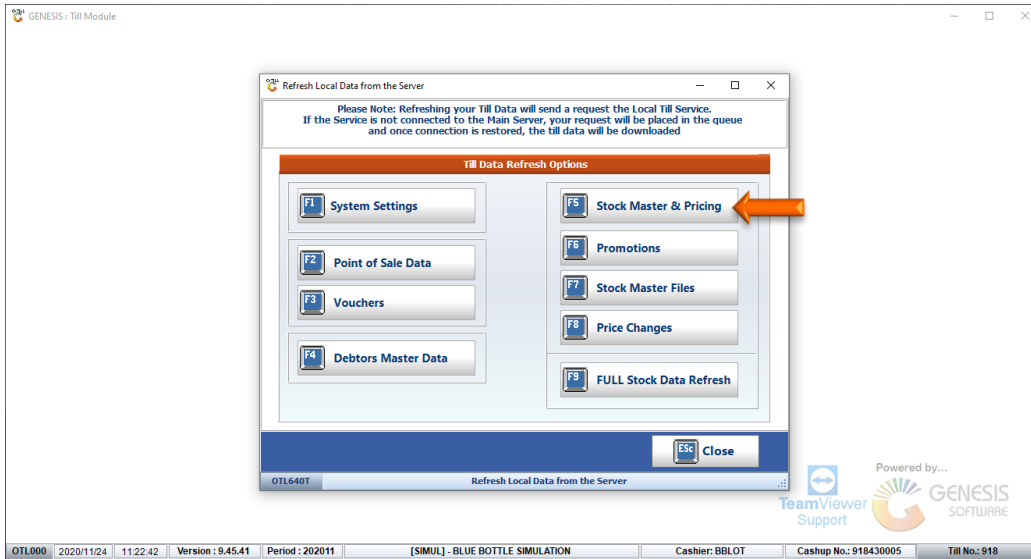 GENESIS : Till Module
Refresh Local Data from the Server
Please Note: Refreshing your Till Data will send a request the Local Till Service.
If the Service is not connected to the Main Server, your request will be placed in the queue
and once connection is restored, the till data will be downloaded
Till Data Refresh Options
F1 System Settings
F2 Point of Sale Data
F3 Vouchers
F4 Debtors Master Data
F5 Stock Master & Pricing
F6 Promotions
F7 Stock Master Files
F8 Price Changes
F9 FULL Stock Data Refresh
ESC Close
OTL640T Refresh Local Data from the Server
TeamViewer
Support
Powered by...
GENESIS
SOFTWARE
OTL000 2020/11/24 11:22:42 Version : 9.45.41 Period : 202011 [SIMUL] - BLUE BOTTLE SIMULATION Cashier: BBLOT Cashup No.: 918430005 Till No.: 918